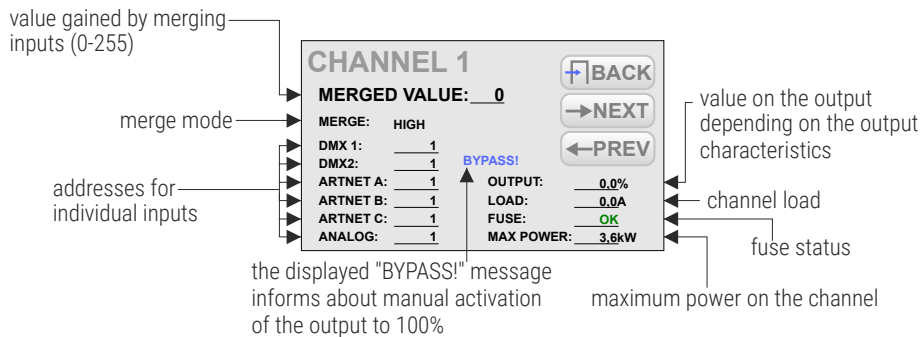 value gained by merging
inputs (0-255)
merge mode
addresses for
individual inputs
CHANNEL 1
MERGED VALUE: 0
MERGE: HIGH
DMX 1: 1
DMX2: 1
ARTNET A: 1
ARTNET B: 1
ARTNET C: 1
ANALOG: 1
BYPASS!
OUTPUT: 0,0%
LOAD: 0,0A
FUSE: OK
MAX POWER: 3,6kW
BACK
NEXT
PREV
value on the output
depending on the output
characteristics
channel load
fuse status
maximum power on the channel
the displayed "BYPASS!" message
informs about manual activation
of the output to 100%